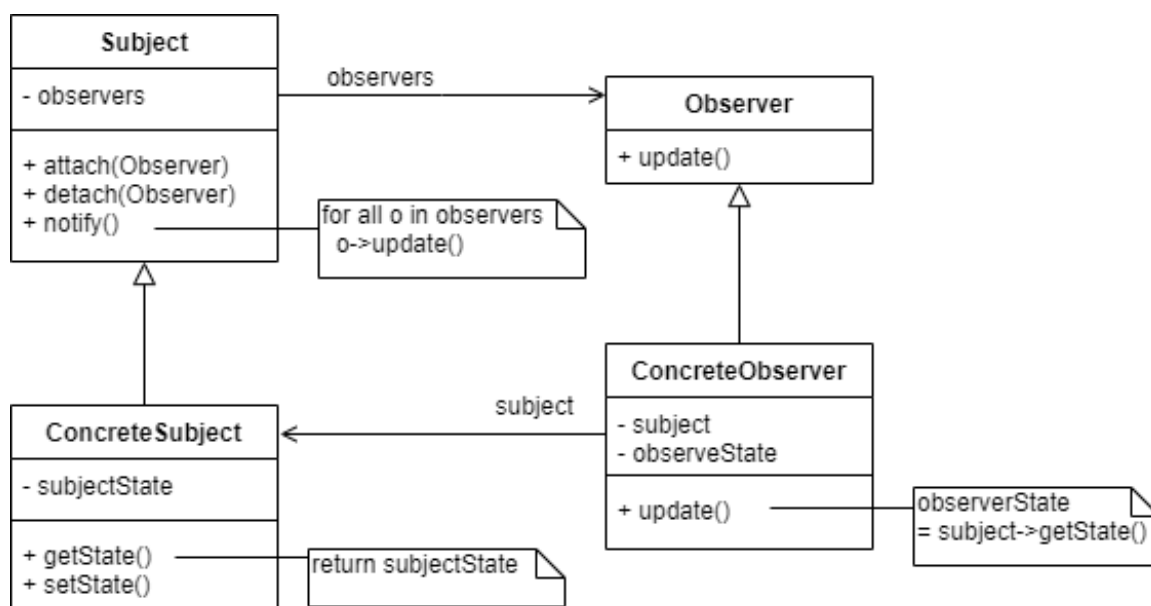 Subject
- observers
+ attach(Observer)
+ detach(Observer)
+ notify()
for all o in observers
o->update()
observers
Observer
+ update()
ConcreteSubject
- subjectState
+ getState()
+ setState()
return subjectState
subject
ConcreteObserver
- subject
- observeState
+ update()
observerState
= subject->getState()